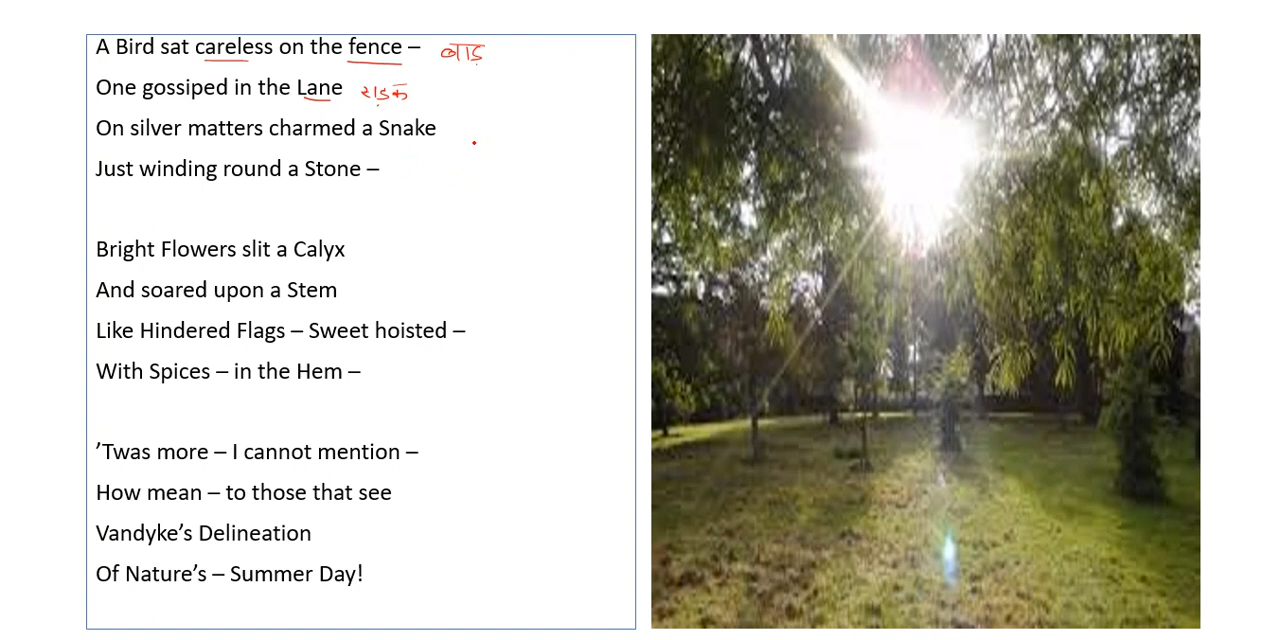 A Bird sat careless on the fence – बाड़
One gossiped in the Lane सड़क
On silver matters charmed a Snake
Just winding round a Stone –
Bright Flowers slit a Calyx
And soared upon a Stem
Like Hindered Flags – Sweet hoisted –
With Spices – in the Hem –
’Twas more – I cannot mention –
How mean – to those that see
Vandyke’s Delineation
Of Nature’s – Summer Day!